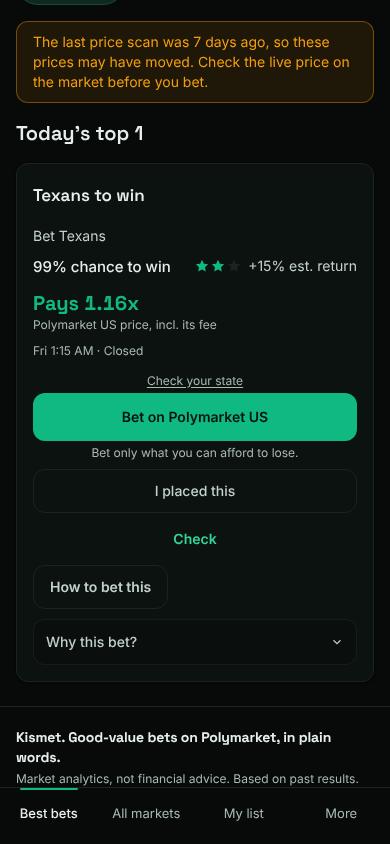 The last price scan was 7 days ago, so these
prices may have moved. Check the live price on
the market before you bet.
Today's top 1
Texans to win
Bet Texans
99% chance to win
+15% est. return
Pays 1.16x
Polymarket US price, incl. its fee
Fri 1:15 AM · Closed
Check your state
Bet on Polymarket US
Bet only what you can afford to lose.
I placed this
Check
How to bet this
Why this bet?
Kismet. Good-value bets on Polymarket, in plain
words.
Market analytics, not financial advice. Based on past results.
Best bets
All markets
My list
More